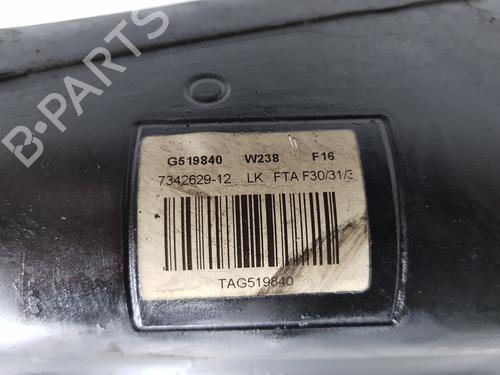 B-PARTS
G519840 W238 F16
7342629-12 LK FTA F30/31/3
TAG519840